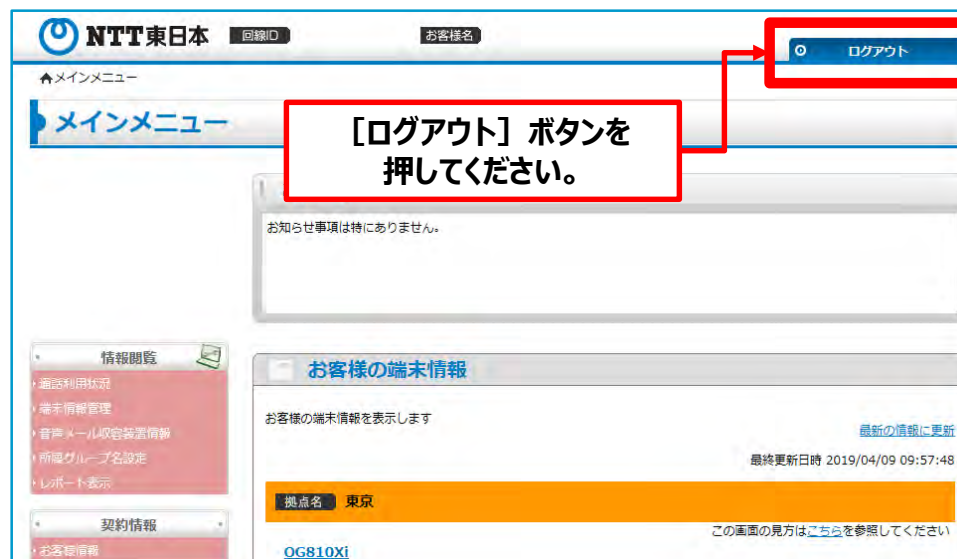 NTT東日本 回線ID お客様名
ログアウト
メインメニュー
メインメニュー
［ログアウト］ボタンを
押してください。
お知らせ事項は特にありません。
情報閲覧
通話利用状況
端末情報管理
音声メール収容装置情報
所属グループ名設定
レポート表示
契約情報
お客様情報
お客様の端末情報
お客様の端末情報を表示します
最新の情報に更新
最終更新日時 2019/04/09 09:57:48
拠点名 東京
この画面の見方はこちらを参照してください
OG810Xi